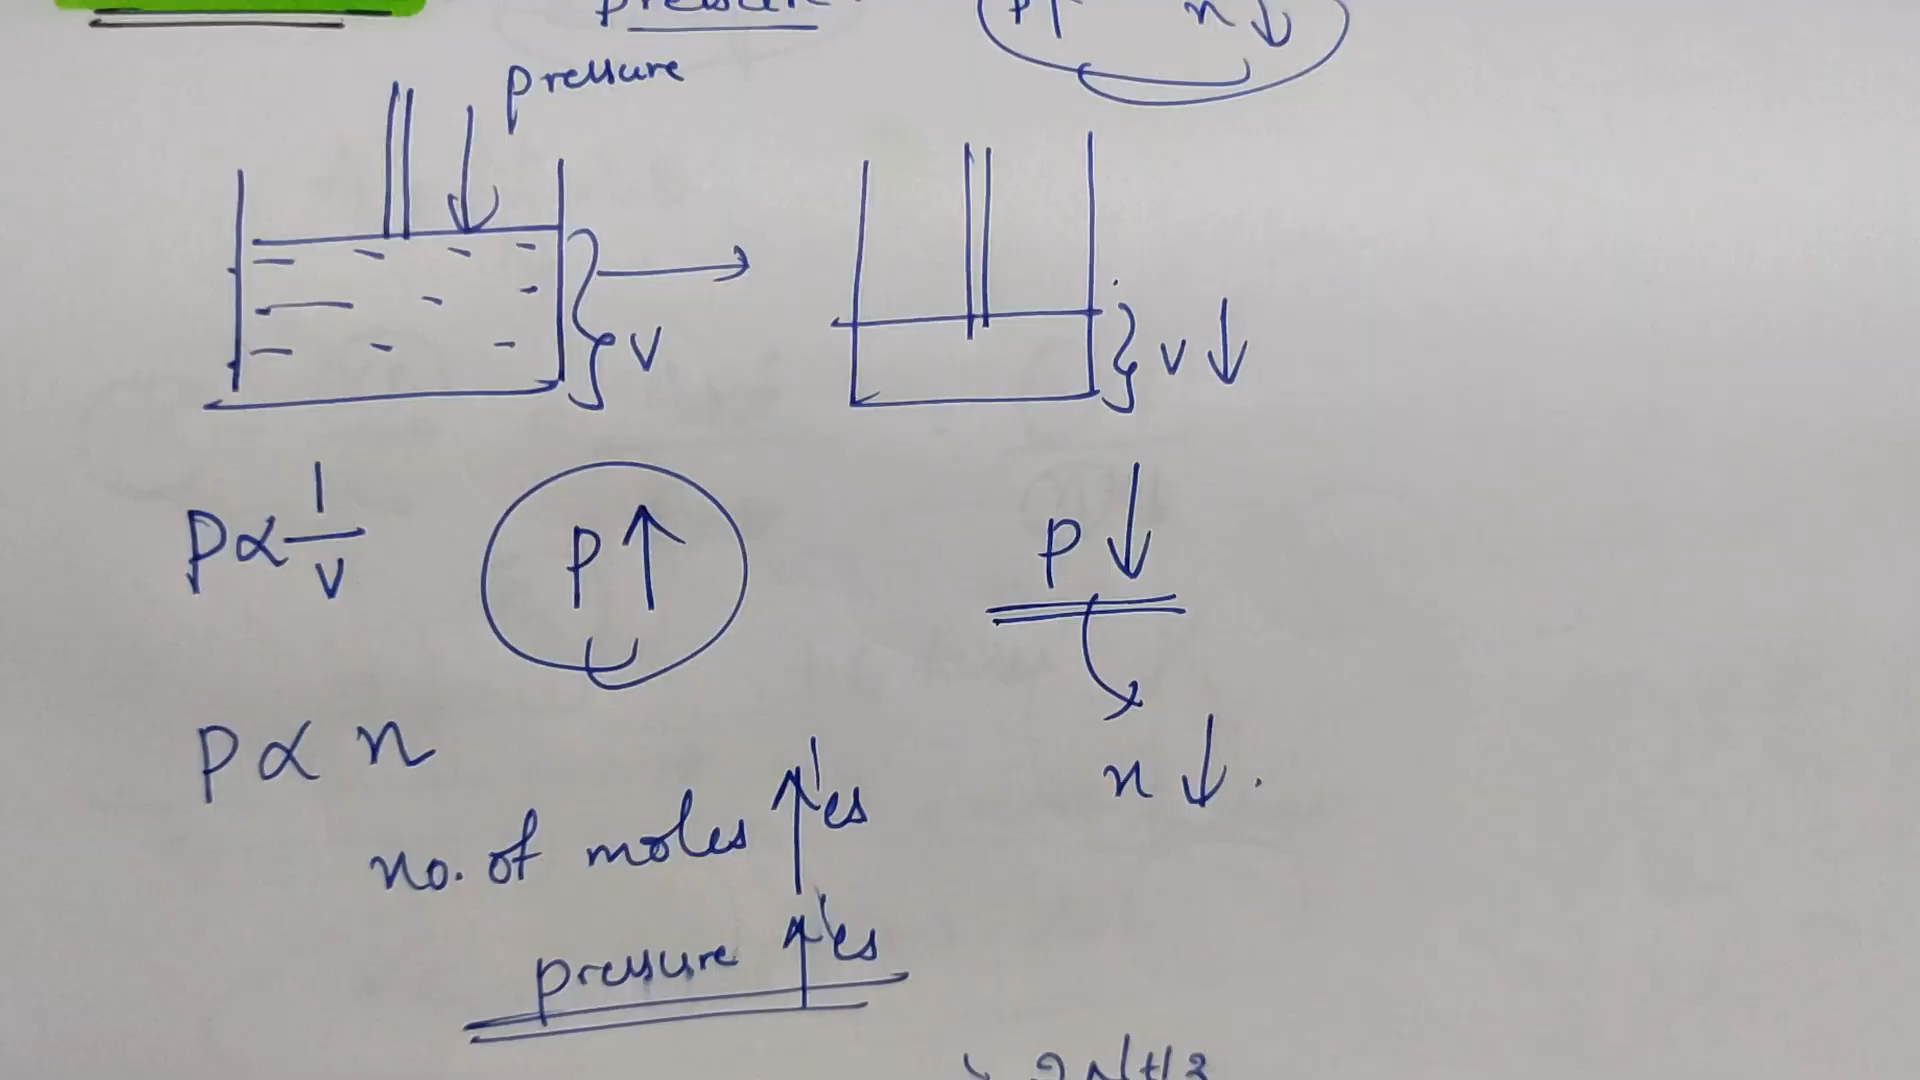 pressure
P↑ n↓
pressure
V
V↓
P∝1/V
P↑
P↓
P∝n
n↓.
no. of moles ↑'es
pressure ↑'es